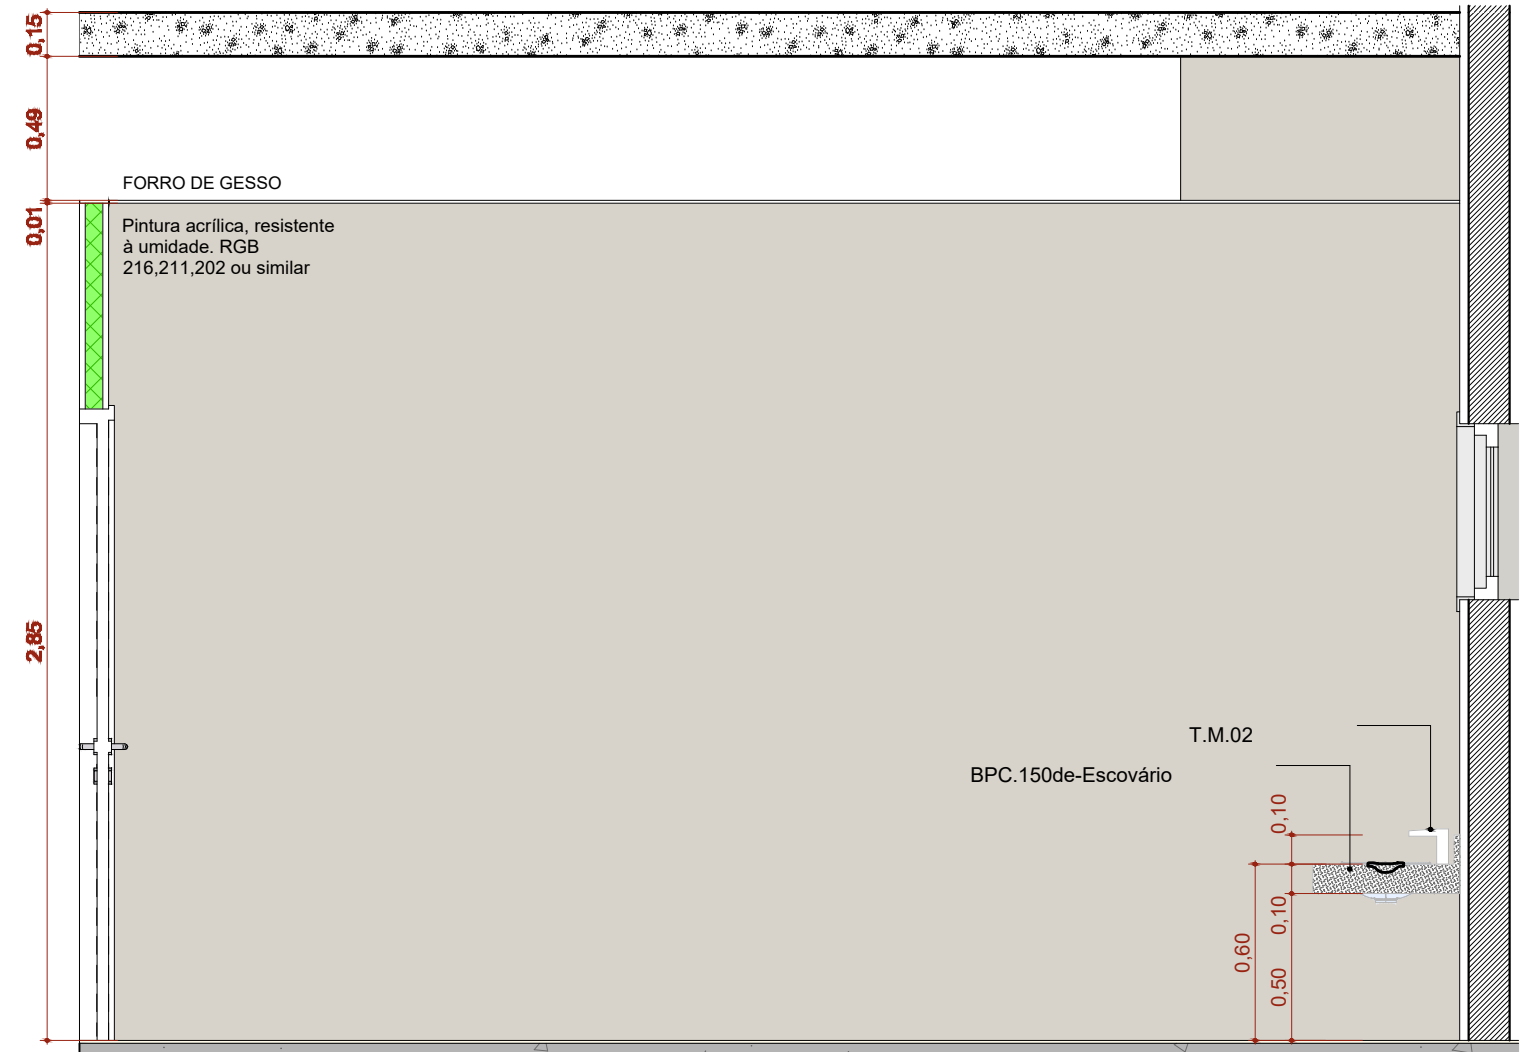 0,15
0,49
FORRO DE GESSO
0,01
Pintura acrílica, resistente
à umidade. RGB
216,211,202 ou similar
2,85
T.M.02
BPC.150de-Escovário
0,10
0,10
0,60
0,50